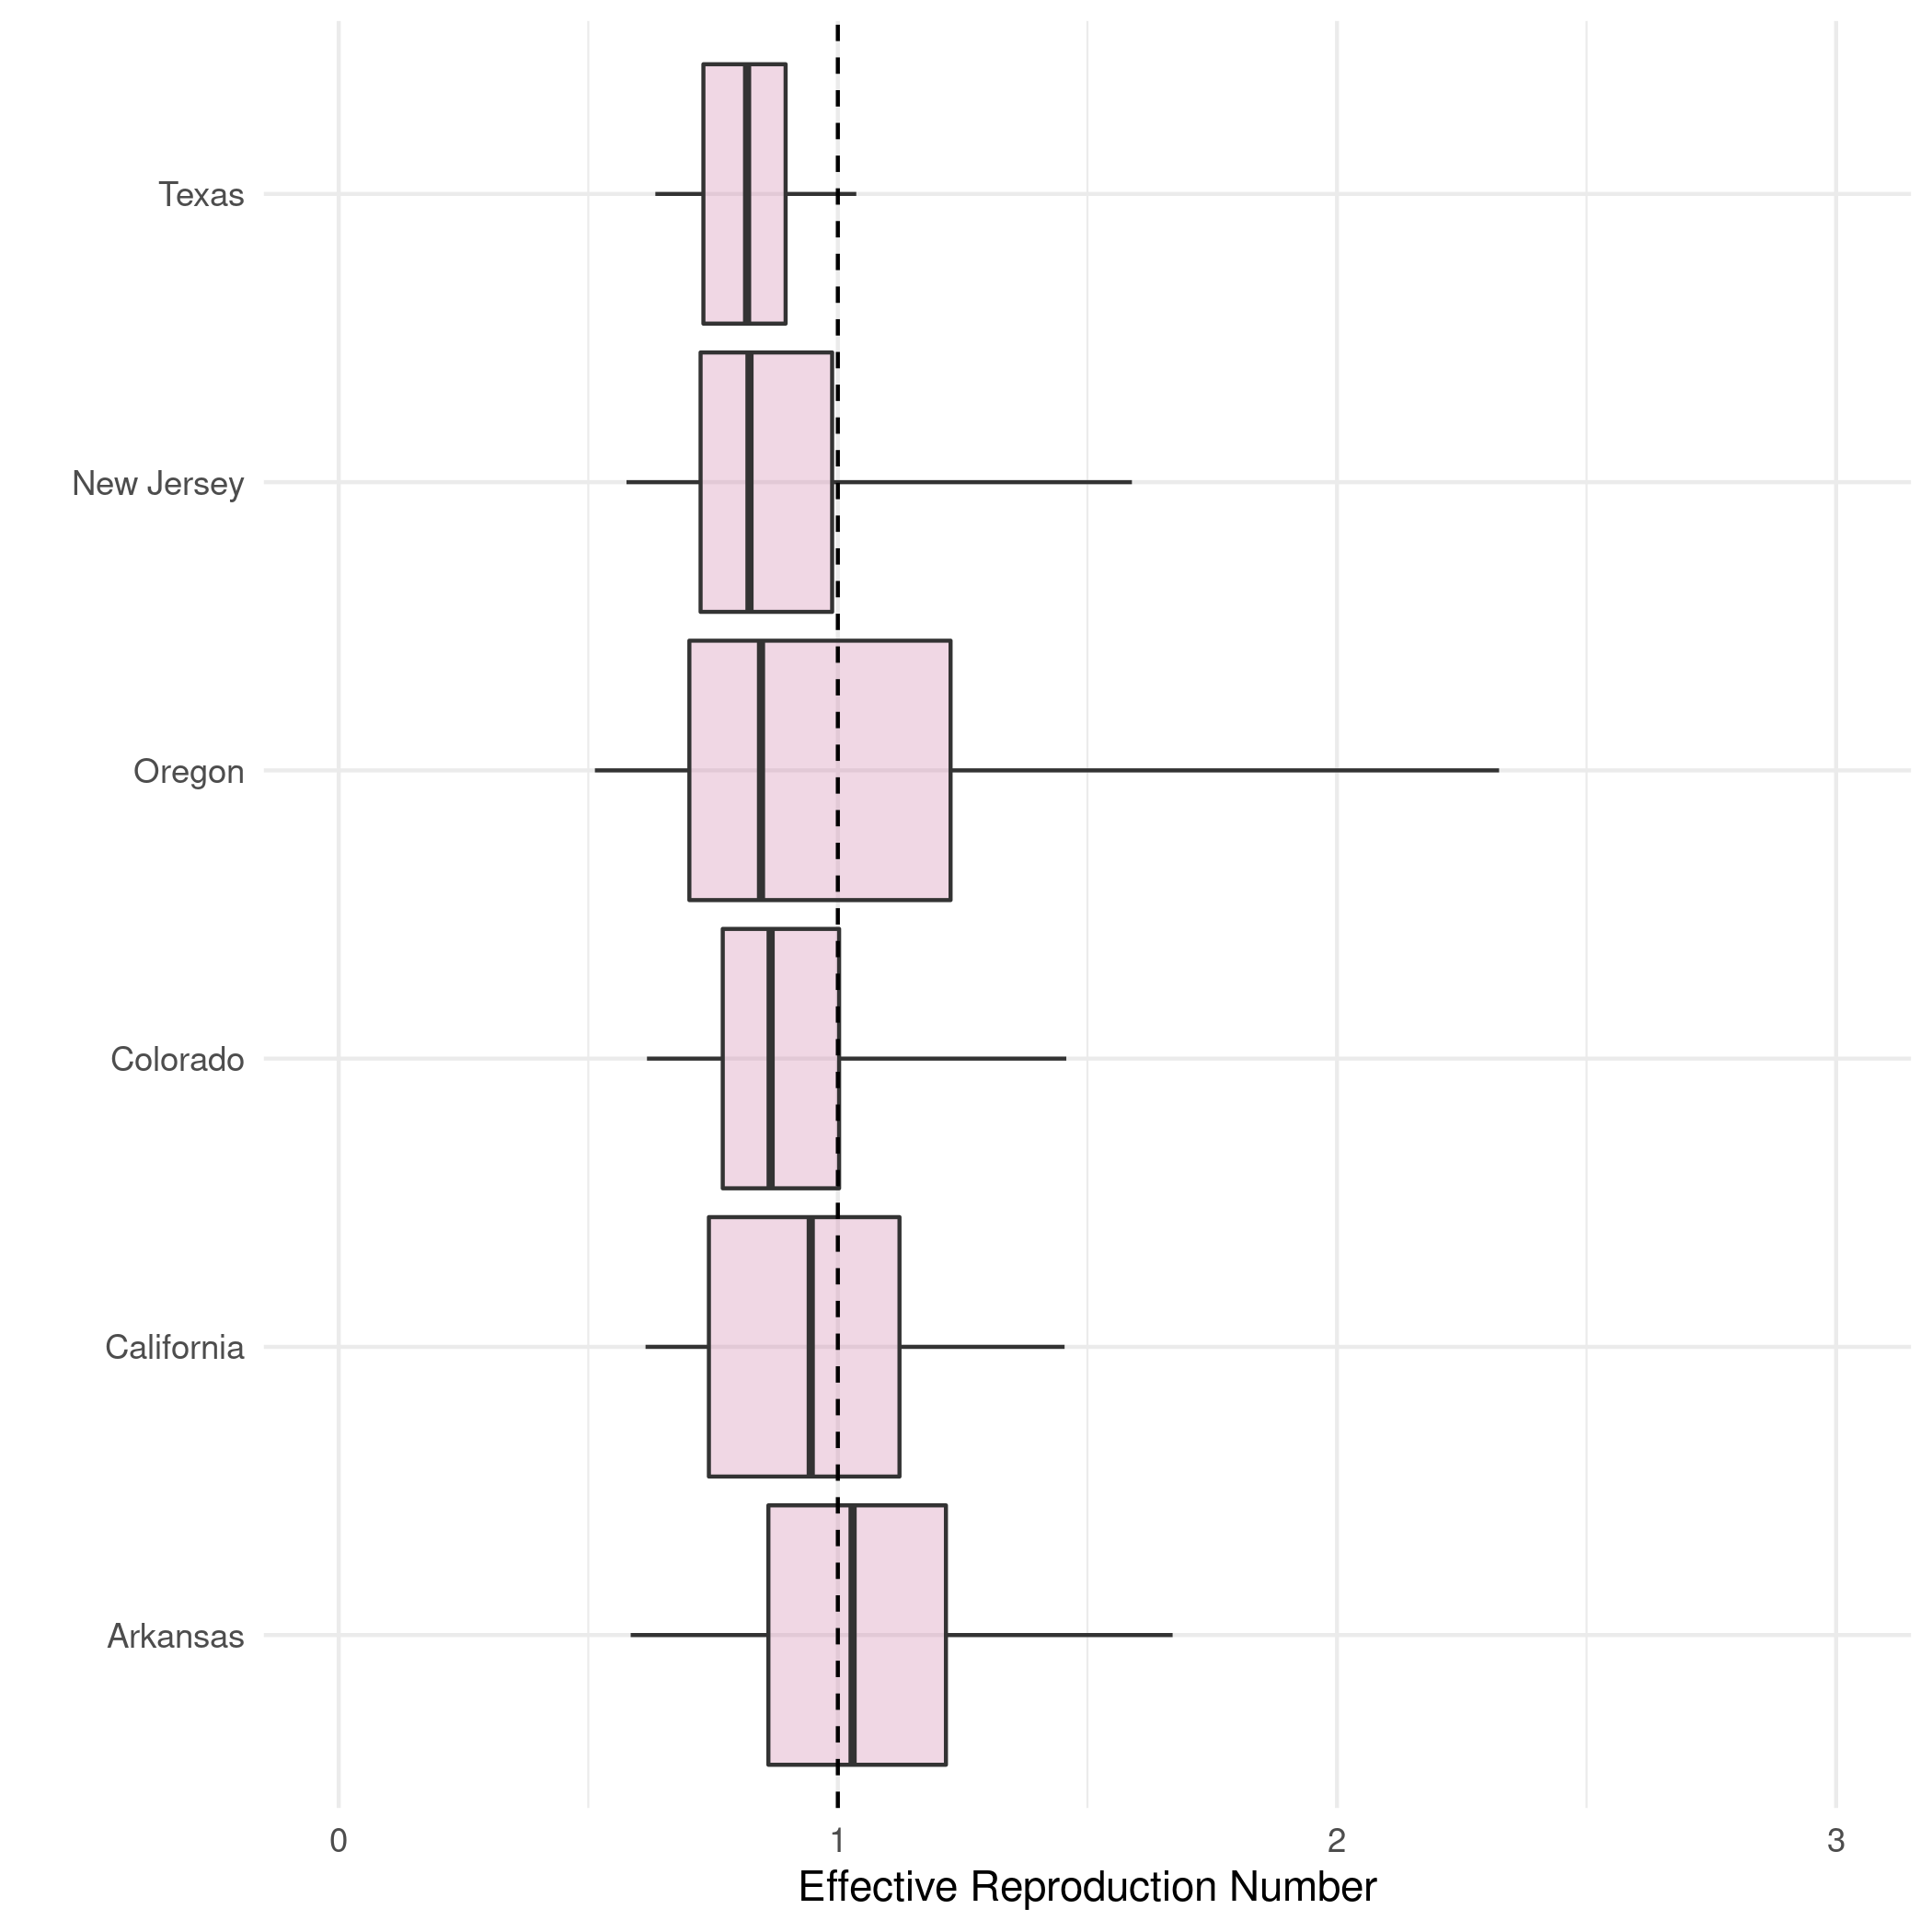 Texas
New Jersey
Oregon
Colorado
California
Arkansas
0 1 2 3
Effective Reproduction Number